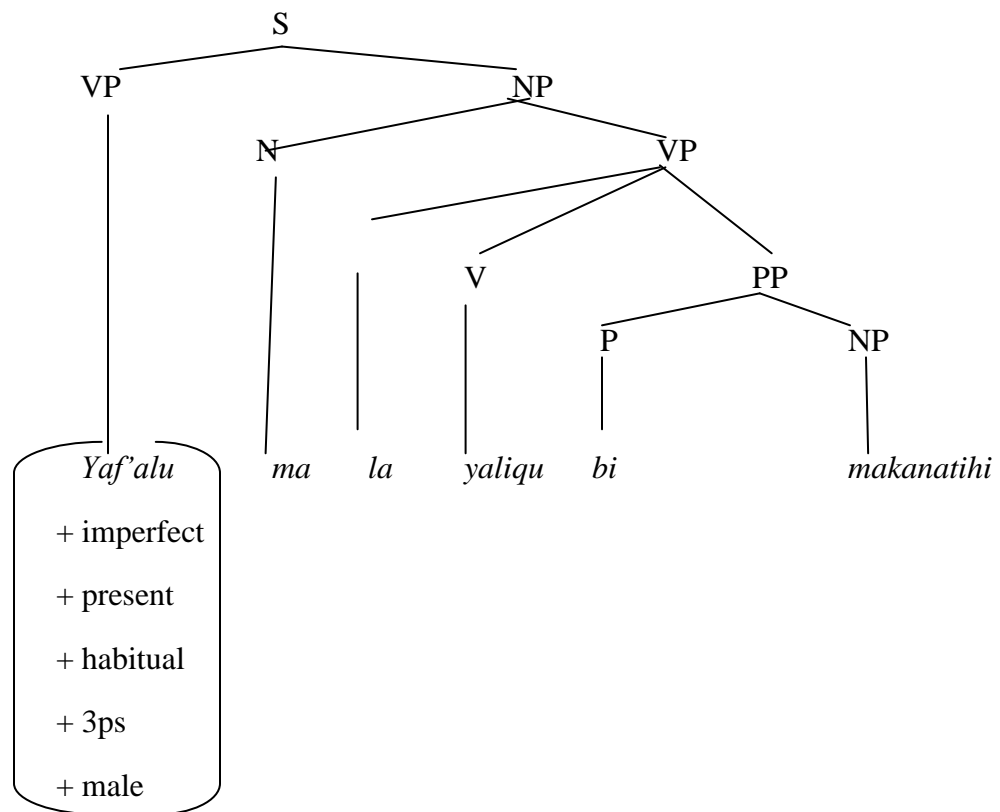 S
VP NP
N VP
V PP
P NP
Yaf’alu ma la yaliqu bi makanatihi
+ imperfect
+ present
+ habitual
+ 3ps
+ male